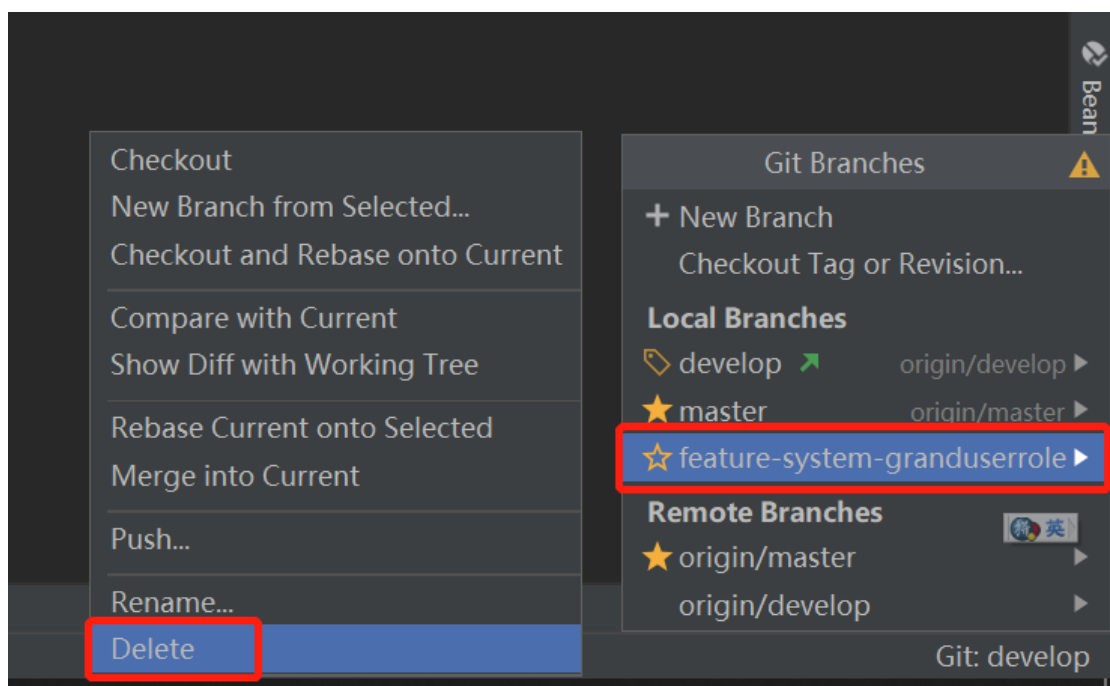 Bean
Checkout
New Branch from Selected...
Checkout and Rebase onto Current
Compare with Current
Show Diff with Working Tree
Rebase Current onto Selected
Merge into Current
Push...
Rename...
Delete
Git Branches
New Branch
Checkout Tag or Revision...
Local Branches
develop origin/develop
master origin/master
feature-system-granduserrole
Remote Branches
英
origin/master
origin/develop
Git: develop